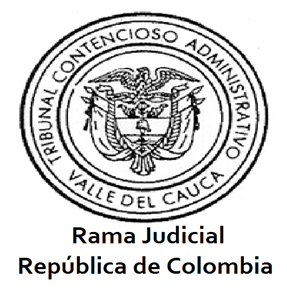 TRIBUNAL CONTENCIOSO ADMINISTRATIVO
VALLE DEL CAUCA
Rama Judicial
República de Colombia